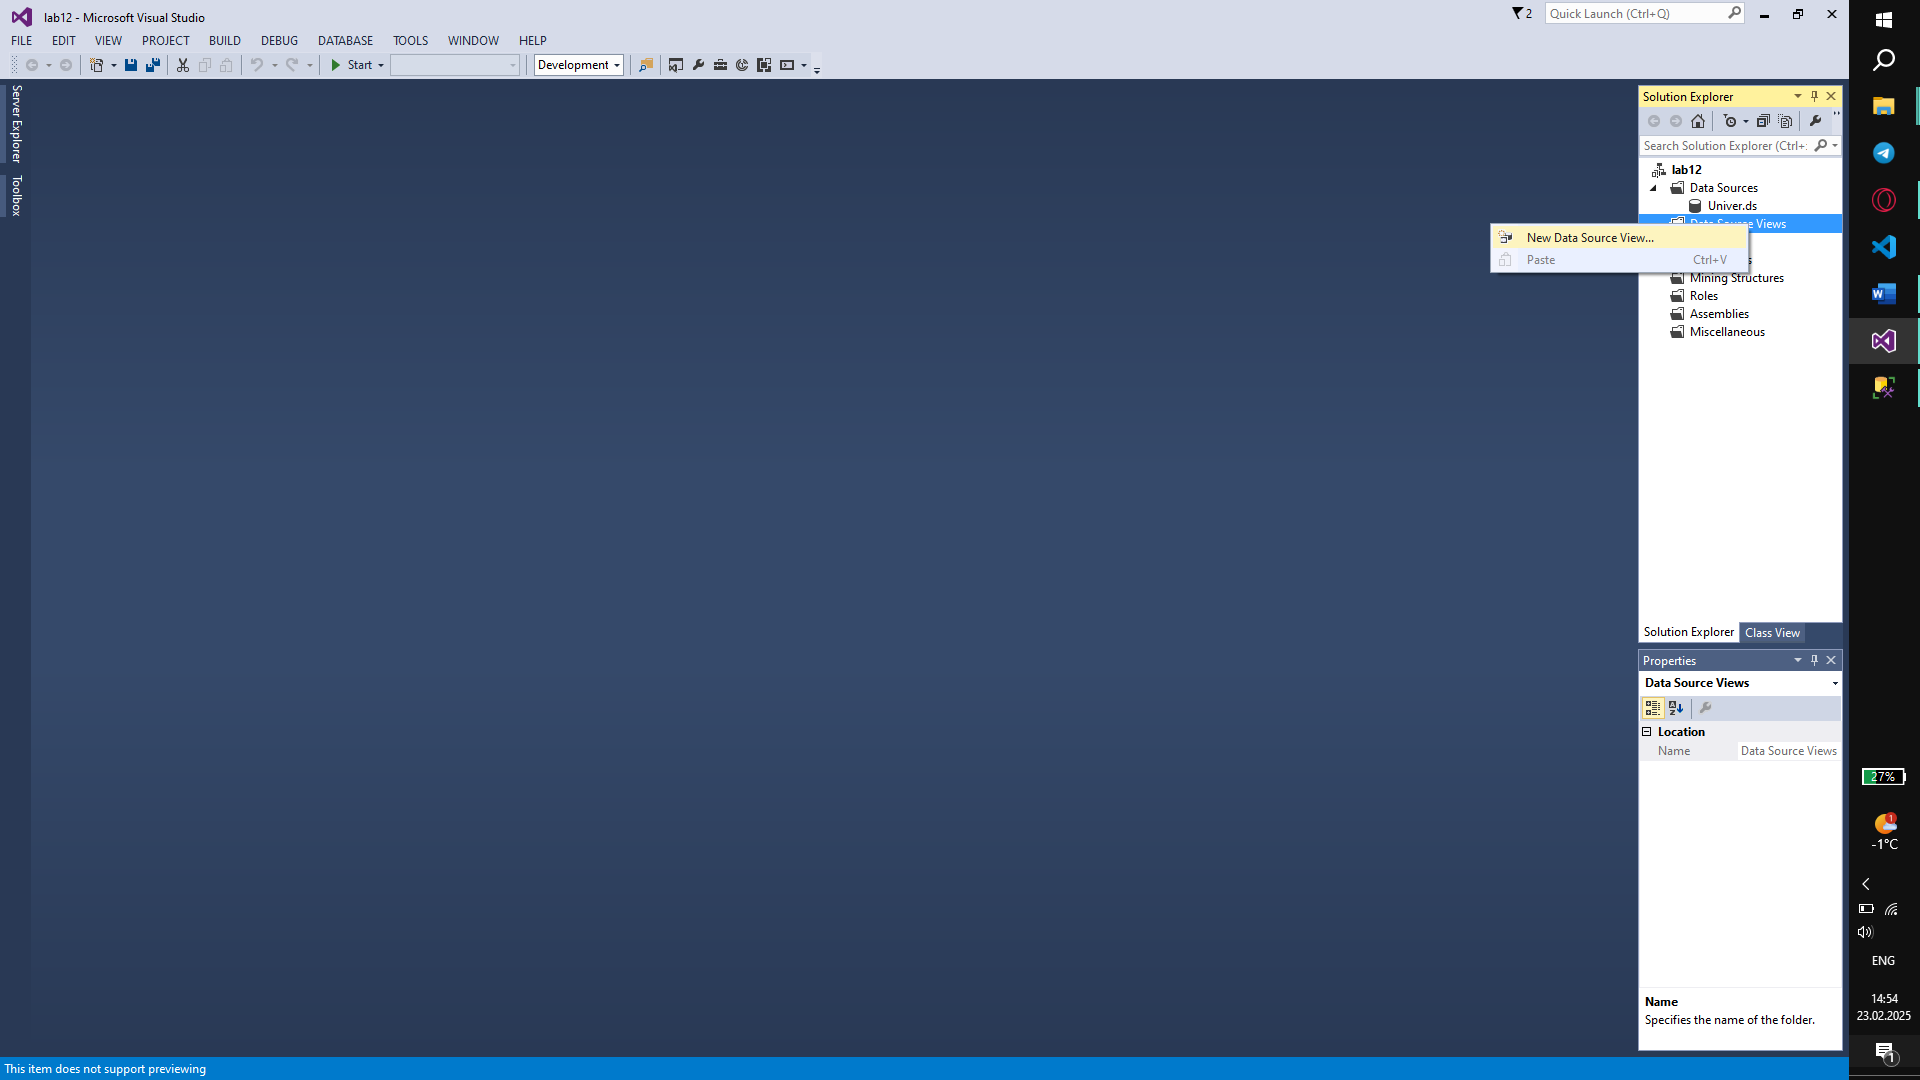 lab12 - Microsoft Visual Studio
2
Quick Launch (Ctrl+Q)
FILE EDIT VIEW PROJECT BUILD DEBUG DATABASE TOOLS WINDOW HELP
Start
Development
Server Explorer
Toolbox
Solution Explorer
Search Solution Explorer (Ctrl+:
lab12
Data Sources
Univer.ds
Data Source Views
New Data Source View...
Paste Ctrl+V
Mining Structures
Roles
Assemblies
Miscellaneous
Solution Explorer Class View
Properties
Data Source Views
Location
Name Data Source Views
Name
Specifies the name of the folder.
This item does not support previewing
27%
1
-1°C
ENG
14:54
23.02.2025
1